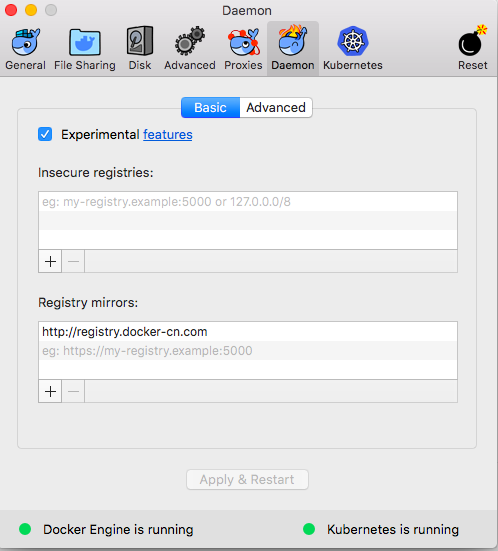 Daemon
General File Sharing Disk Advanced Proxies Daemon Kubernetes Reset
Basic Advanced
Experimental features
Insecure registries:
eg: my-registry.example:5000 or 127.0.0.0/8
+ −
Registry mirrors:
http://registry.docker-cn.com
eg: https://my-registry.example:5000
+ −
Apply & Restart
Docker Engine is running Kubernetes is running